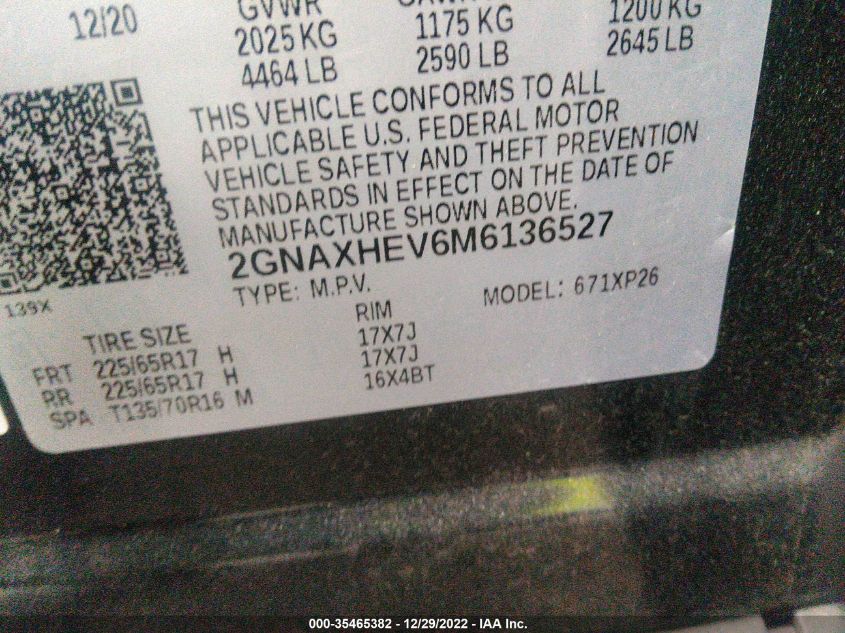 12/20 GVWR 
2025 KG 1175 KG 1200 KG
4464 LB 2590 LB 2645 LB
THIS VEHICLE CONFORMS TO ALL
APPLICABLE U.S. FEDERAL MOTOR
VEHICLE SAFETY AND THEFT PREVENTION
STANDARDS IN EFFECT ON THE DATE OF
MANUFACTURE SHOWN ABOVE.
2GNAXHEV6M6136527
TYPE: M.P.V. MODEL: 671XP26
139X
TIRE SIZE RIM
FRT 225/65R17 H 17X7J
RR 225/65R17 H 17X7J
SPA T135/70R16 M 16X4BT
000-35465382 - 12/29/2022 - IAA Inc.